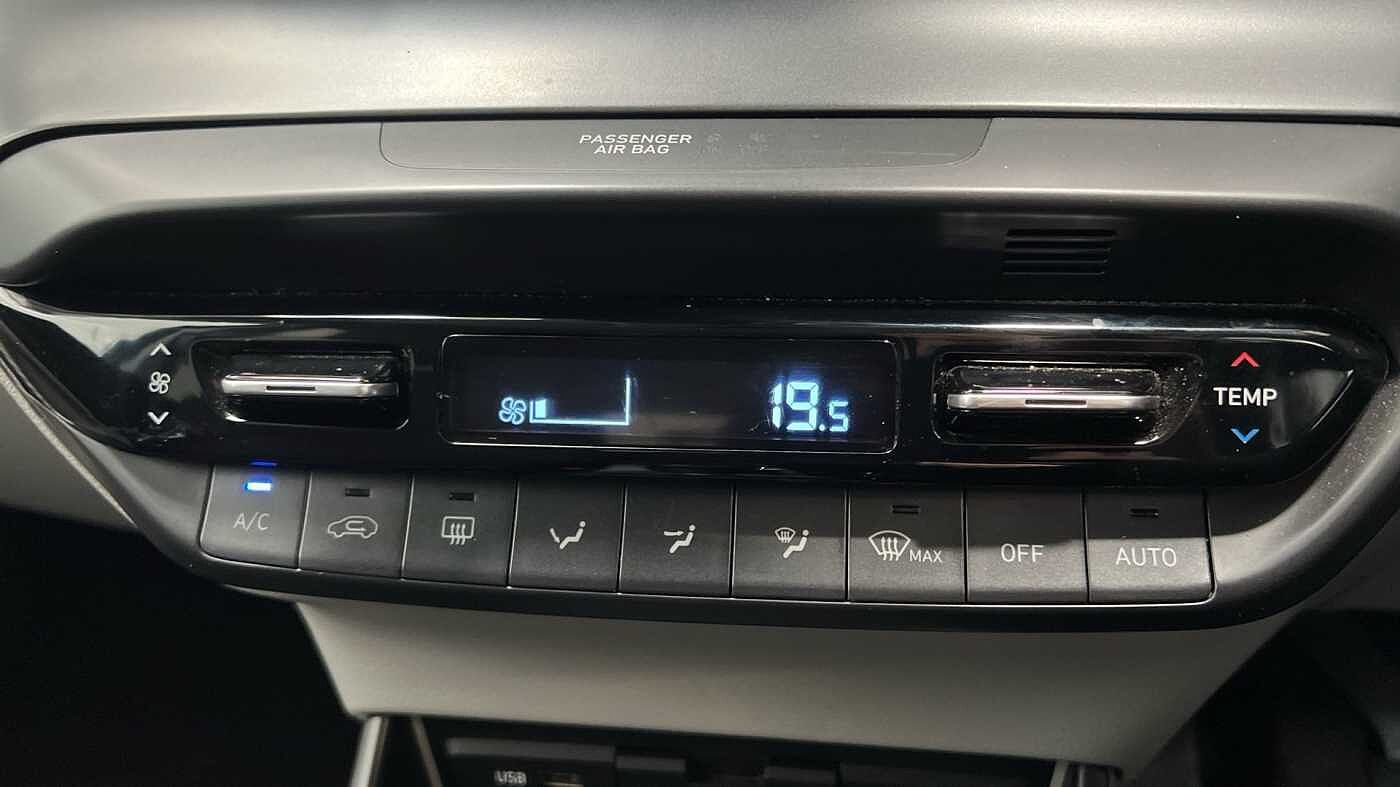 PASSENGER
AIR BAG
19.5
TEMP
A/C
MAX
OFF
AUTO
USB